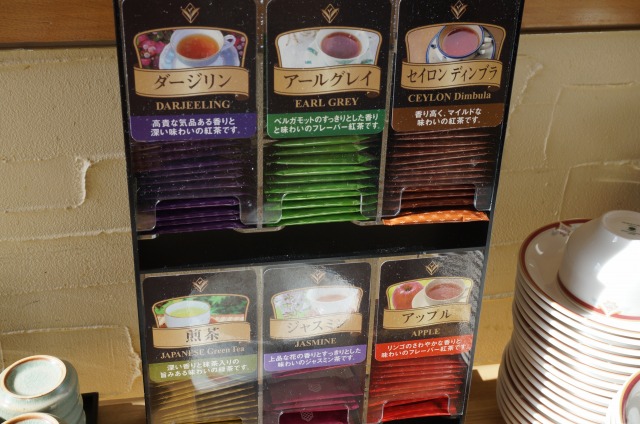 ダージリン
DARJEELING
高貴な気品ある香りと
深い味わいの紅茶です。
アールグレイ
EARL GREY
ベルガモットのすっきりとした香り
と味わいのフレーバー紅茶です。
セイロン ディンブラ
CEYLON Dimbula
香り高く、マイルドな
味わいの紅茶です。
煎茶
JAPANESE Green Tea
深い香りと抹茶入りの
旨みある味わいの緑茶です。
ジャスミン
JASMINE
上品な花の香りとすっきりとした
味わいのジャスミン茶です。
アップル
APPLE
リンゴのさわやかな香りと
味わいのフレーバー紅茶です。